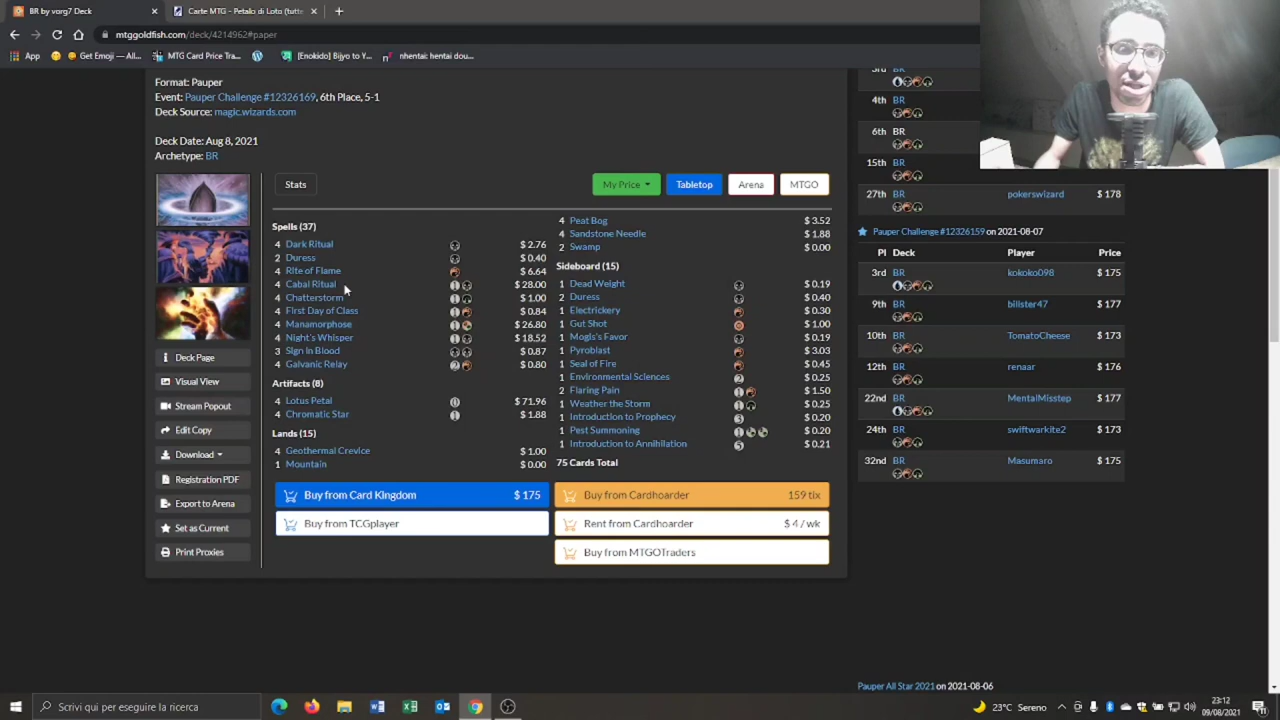 BR by vorg7 Deck
Carte MTG - Petalo di Loto (tutte
mtggoldfish.com/deck/4214962#paper
App
Get Emoji — All...
MTG Card Price Tra...
[Enokido] Bijyo to Y...
nhentai: hentai dou...
Format: Pauper
Event: Pauper Challenge #12326169, 6th Place, 5-1
Deck Source: magic.wizards.com
Deck Date: Aug 8, 2021
Archetype: BR
Stats
My Price
Tabletop
Arena
MTGO
Deck Page
Visual View
Stream Popout
Edit Copy
Download
Registration PDF
Export to Arena
Set as Current
Print Proxies
Spells (37)
4 Dark Ritual $ 2.76
2 Duress $ 0.40
4 Rite of Flame $ 6.64
4 Cabal Ritual $ 28.00
4 Chatterstorm $ 1.00
4 First Day of Class $ 0.84
4 Manamorphose $ 26.80
4 Night's Whisper $ 18.52
3 Sign in Blood $ 0.87
4 Galvanic Relay $ 0.80
Artifacts (8)
4 Lotus Petal $ 71.96
4 Chromatic Star $ 1.88
Lands (15)
4 Geothermal Crevice $ 1.00
1 Mountain $ 0.00
4 Peat Bog $ 3.52
4 Sandstone Needle $ 1.88
2 Swamp $ 0.00
Sideboard (15)
1 Dead Weight $ 0.19
2 Duress $ 0.40
1 Electrickery $ 0.30
1 Gut Shot $ 1.00
1 Mogis's Favor $ 0.19
1 Pyroblast $ 3.03
1 Seal of Fire $ 0.45
1 Environmental Sciences $ 0.25
2 Flaring Pain $ 1.50
1 Weather the Storm $ 0.25
1 Introduction to Prophecy $ 0.20
1 Pest Summoning $ 0.20
1 Introduction to Annihilation $ 0.21
75 Cards Total
Buy from Card Kingdom $ 175
Buy from TCGplayer
Buy from Cardhoarder 159 tix
Rent from Cardhoarder $ 4 / wk
Buy from MTGOTraders
3rd BR
4th BR
6th BR
15th BR
27th BR pokerswizard $ 178
Pauper Challenge #12326159 on 2021-08-07
Pl Deck Player Price
3rd BR kokoko098 $ 175
9th BR billster47 $ 177
10th BR TomatoCheese $ 173
12th BR renaar $ 176
22nd BR MentalMisstep $ 177
24th BR swiftwarkite2 $ 173
32nd BR Masumaro $ 175
Pauper All Star 2021 on 2021-08-06
Scrivi qui per eseguire la ricerca
23°C Sereno
23:12
09/08/2021